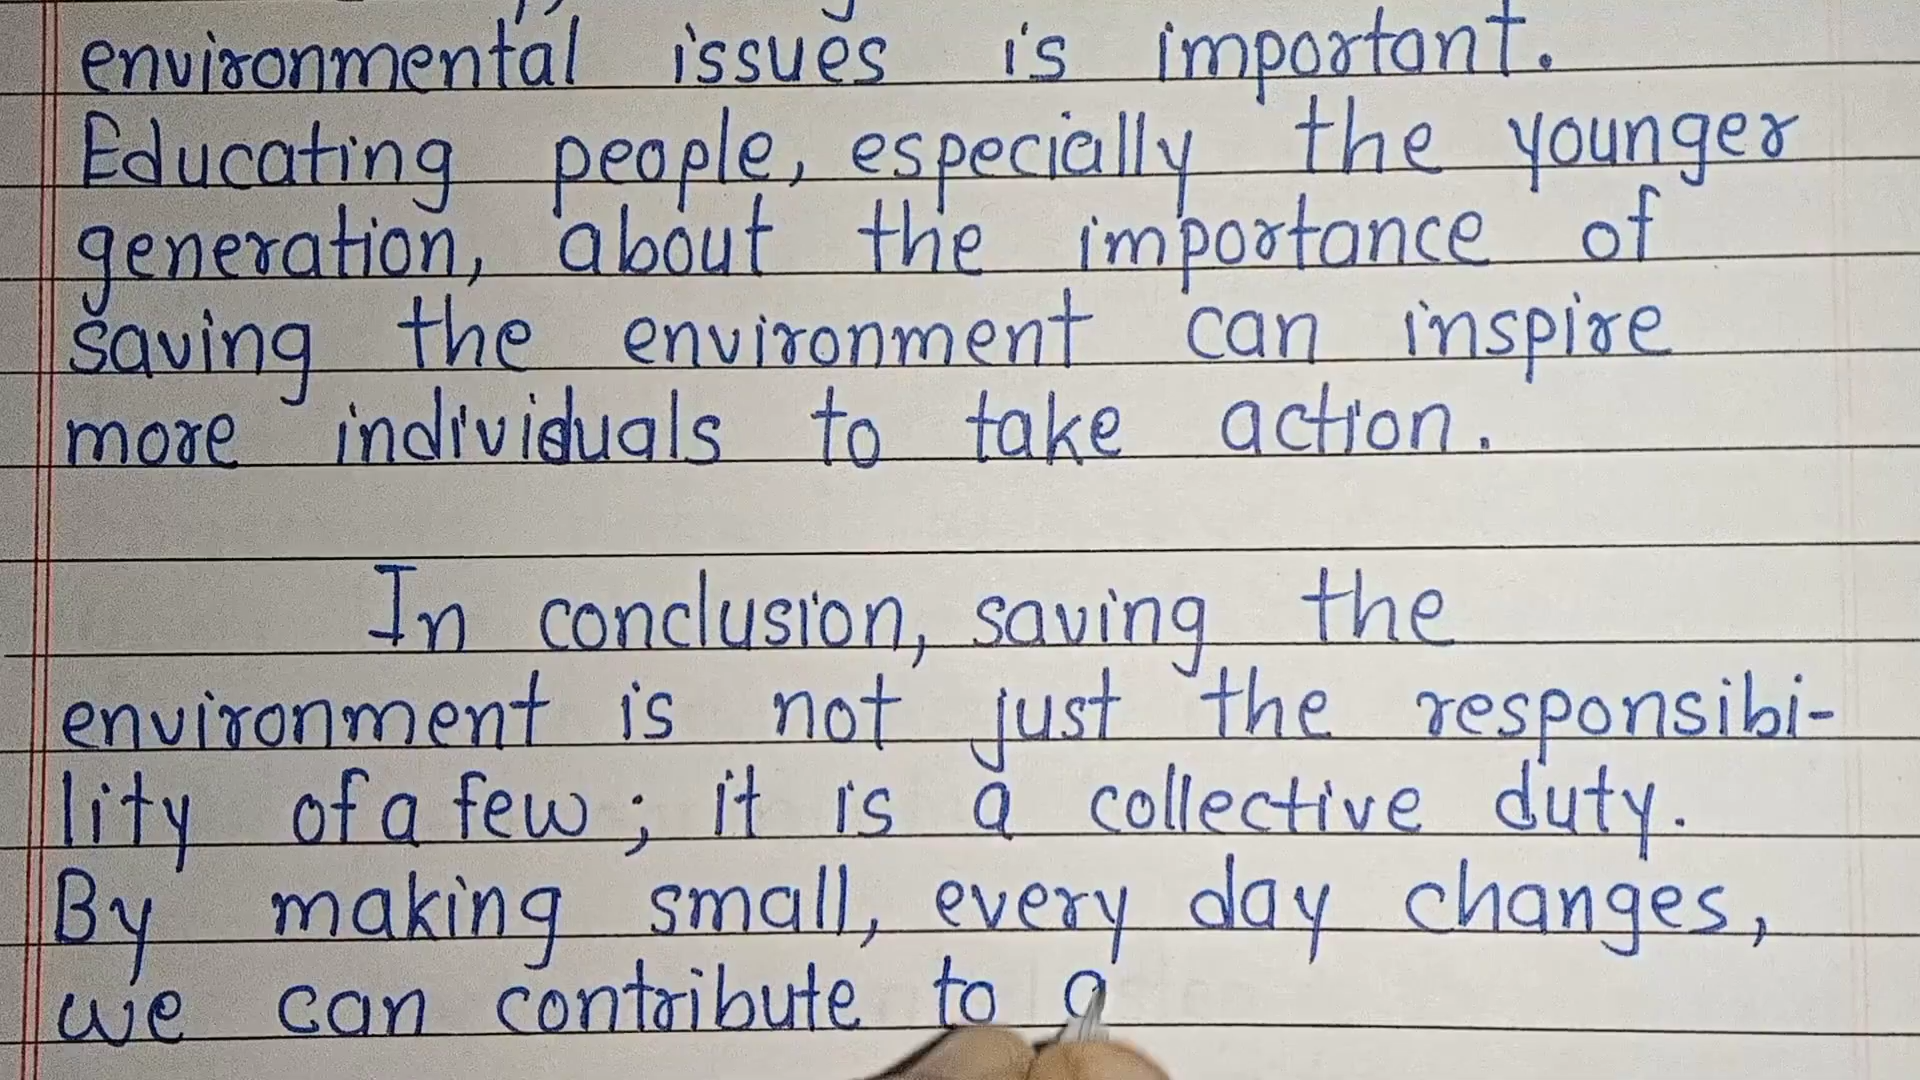 environmental issues is important.
Educating people, especially the younger
generation, about the importance of
saving the environment can inspire
more individuals to take action.
In conclusion, saving the
environment is not just the responsibi-
lity of a few; it is a collective duty.
By making small, every day changes,
we can contribute to a